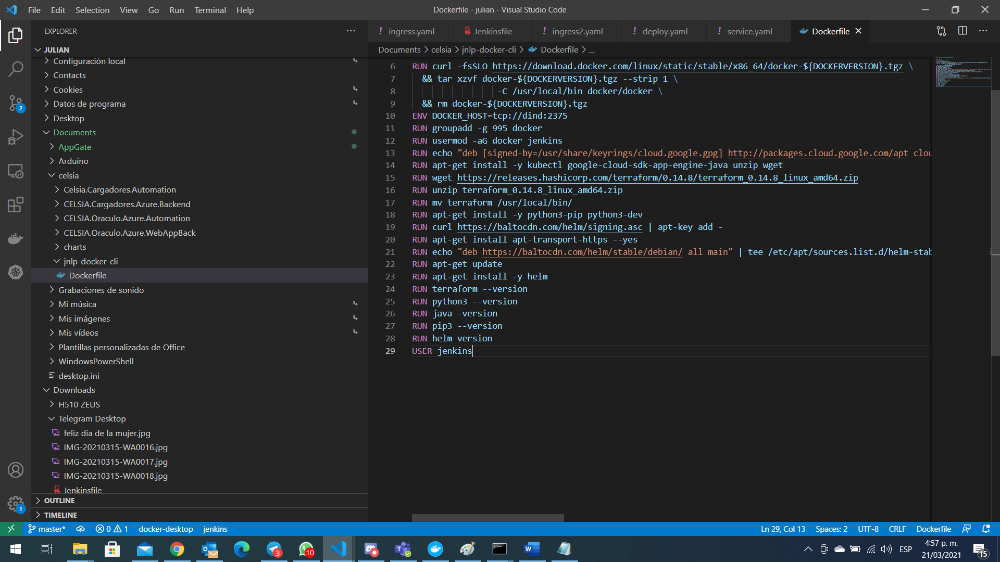 File Edit Selection View Go Run Terminal Help
Dockerfile - julian - Visual Studio Code
EXPLORER
JULIAN
Configuración local
Contacts
Cookies
Datos de programa
Desktop
Documents
AppGate
Arduino
celsia
Celsia.Cargadores.Automation
CELSIA.Cargadores.Azure.Backend
CELSIA.Oraculo.Azure.Automation
CELSIA.Oraculo.Azure.WebAppBack
charts
jnlp-docker-cli
Dockerfile
Grabaciones de sonido
Mi música
Mis imágenes
Mis vídeos
Plantillas personalizadas de Office
WindowsPowerShell
desktop.ini
Downloads
H510 ZEUS
Telegram Desktop
feliz dia de la mujer.jpg
IMG-20210315-WA0016.jpg
IMG-20210315-WA0017.jpg
IMG-20210315-WA0018.jpg
Jenkinsfile
OUTLINE
TIMELINE
2
1
ingress.yaml Jenkinsfile ingress2.yaml deploy.yaml service.yaml Dockerfile
Documents > celsia > jnlp-docker-cli > Dockerfile > ...
6 RUN curl -fsSLO https://download.docker.com/linux/static/stable/x86_64/docker-${DOCKERVERSION}.tgz \
7 && tar xzvf docker-${DOCKERVERSION}.tgz --strip 1 \
8 -C /usr/local/bin docker/docker \
9 && rm docker-${DOCKERVERSION}.tgz
10 ENV DOCKER_HOST=tcp://dind:2375
11 RUN groupadd -g 995 docker
12 RUN usermod -aG docker jenkins
13 RUN echo "deb [signed-by=/usr/share/keyrings/cloud.google.gpg] http://packages.cloud.google.com/apt clou
14 RUN apt-get install -y kubectl google-cloud-sdk-app-engine-java unzip wget
15 RUN wget https://releases.hashicorp.com/terraform/0.14.8/terraform_0.14.8_linux_amd64.zip
16 RUN unzip terraform_0.14.8_linux_amd64.zip
17 RUN mv terraform /usr/local/bin/
18 RUN apt-get install -y python3-pip python3-dev
19 RUN curl https://baltocdn.com/helm/signing.asc | apt-key add -
20 RUN apt-get install apt-transport-https --yes
21 RUN echo "deb https://baltocdn.com/helm/stable/debian/ all main" | tee /etc/apt/sources.list.d/helm-stab
22 RUN apt-get update
23 RUN apt-get install -y helm
24 RUN terraform --version
25 RUN python3 --version
26 RUN java -version
27 RUN pip3 --version
28 RUN helm version
29 USER jenkins
master* 0 1 docker-desktop jenkins
Ln 29, Col 13 Spaces: 2 UTF-8 CRLF Dockerfile
3 10
ESP
4:57 p. m.
21/03/2021
15